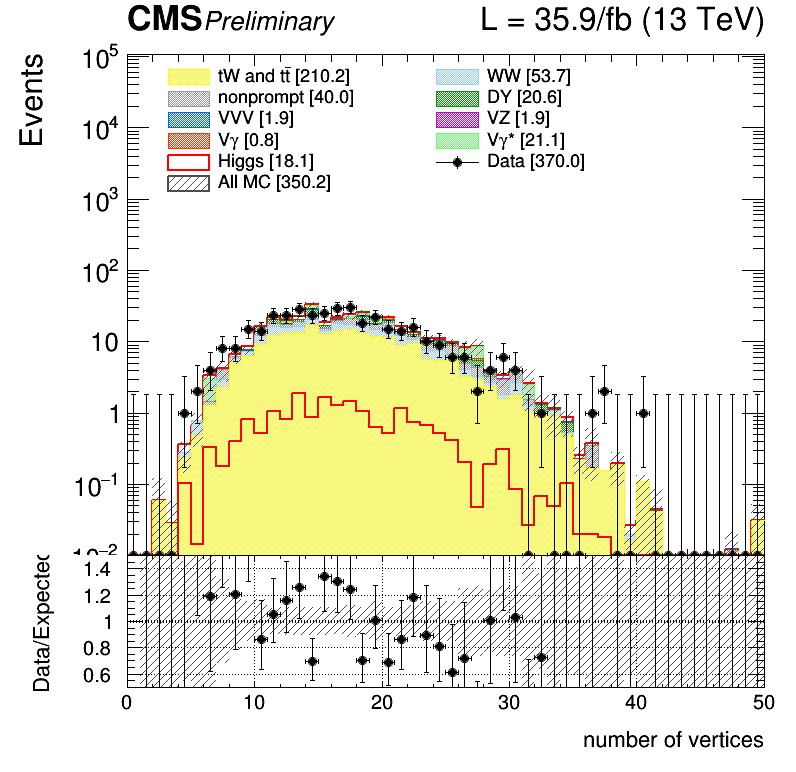 CMS Preliminary L = 35.9/fb (13 TeV)
Events
10^5
10^4
10^3
10^2
10
1
10^−1
10^−2
tW and tt̄ [210.2] WW [53.7]
nonprompt [40.0] DY [20.6]
VVV [1.9] VZ [1.9]
Vγ [0.8] Vγ* [21.1]
Higgs [18.1] Data [370.0]
All MC [350.2]
Data/Expected
1.4
1.2
1
0.8
0.6
0 10 20 30 40 50
number of vertices